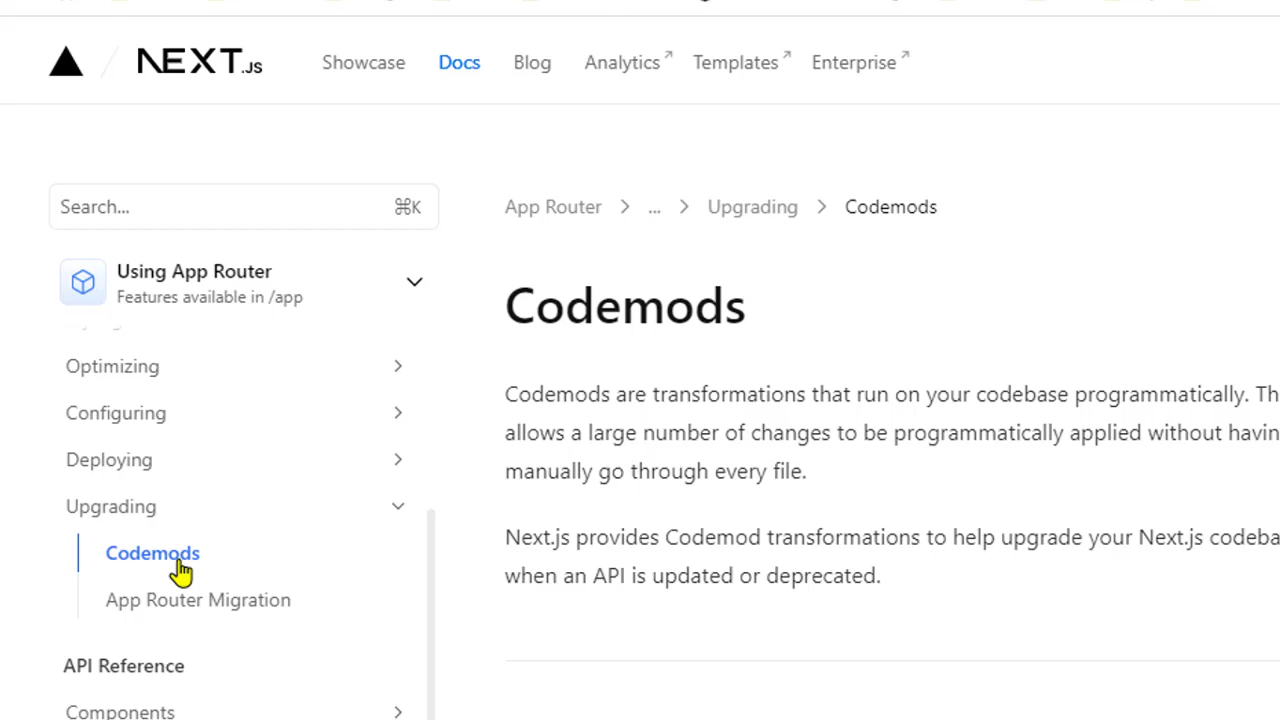 NEXT.JS
Showcase
Docs
Blog
Analytics
Templates
Enterprise
Search...
⌘K
Using App Router
Features available in /app
Optimizing
Configuring
Deploying
Upgrading
Codemods
App Router Migration
API Reference
Components
App Router > ... > Upgrading > Codemods
Codemods
Codemods are transformations that run on your codebase programmatically.
allows a large number of changes to be programmatically applied without
manually go through every file.
Next.js provides Codemod transformations to help upgrade your Next.js
when an API is updated or deprecated.